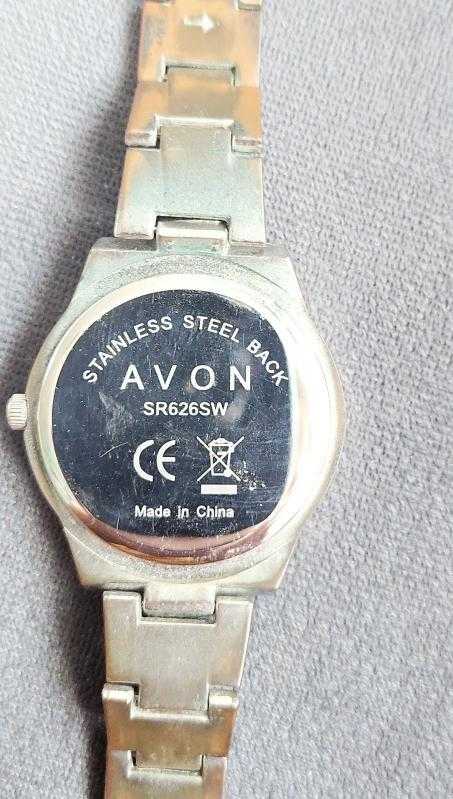 STAINLESS STEEL BACK
AVON
SR626SW
CE
Made in China